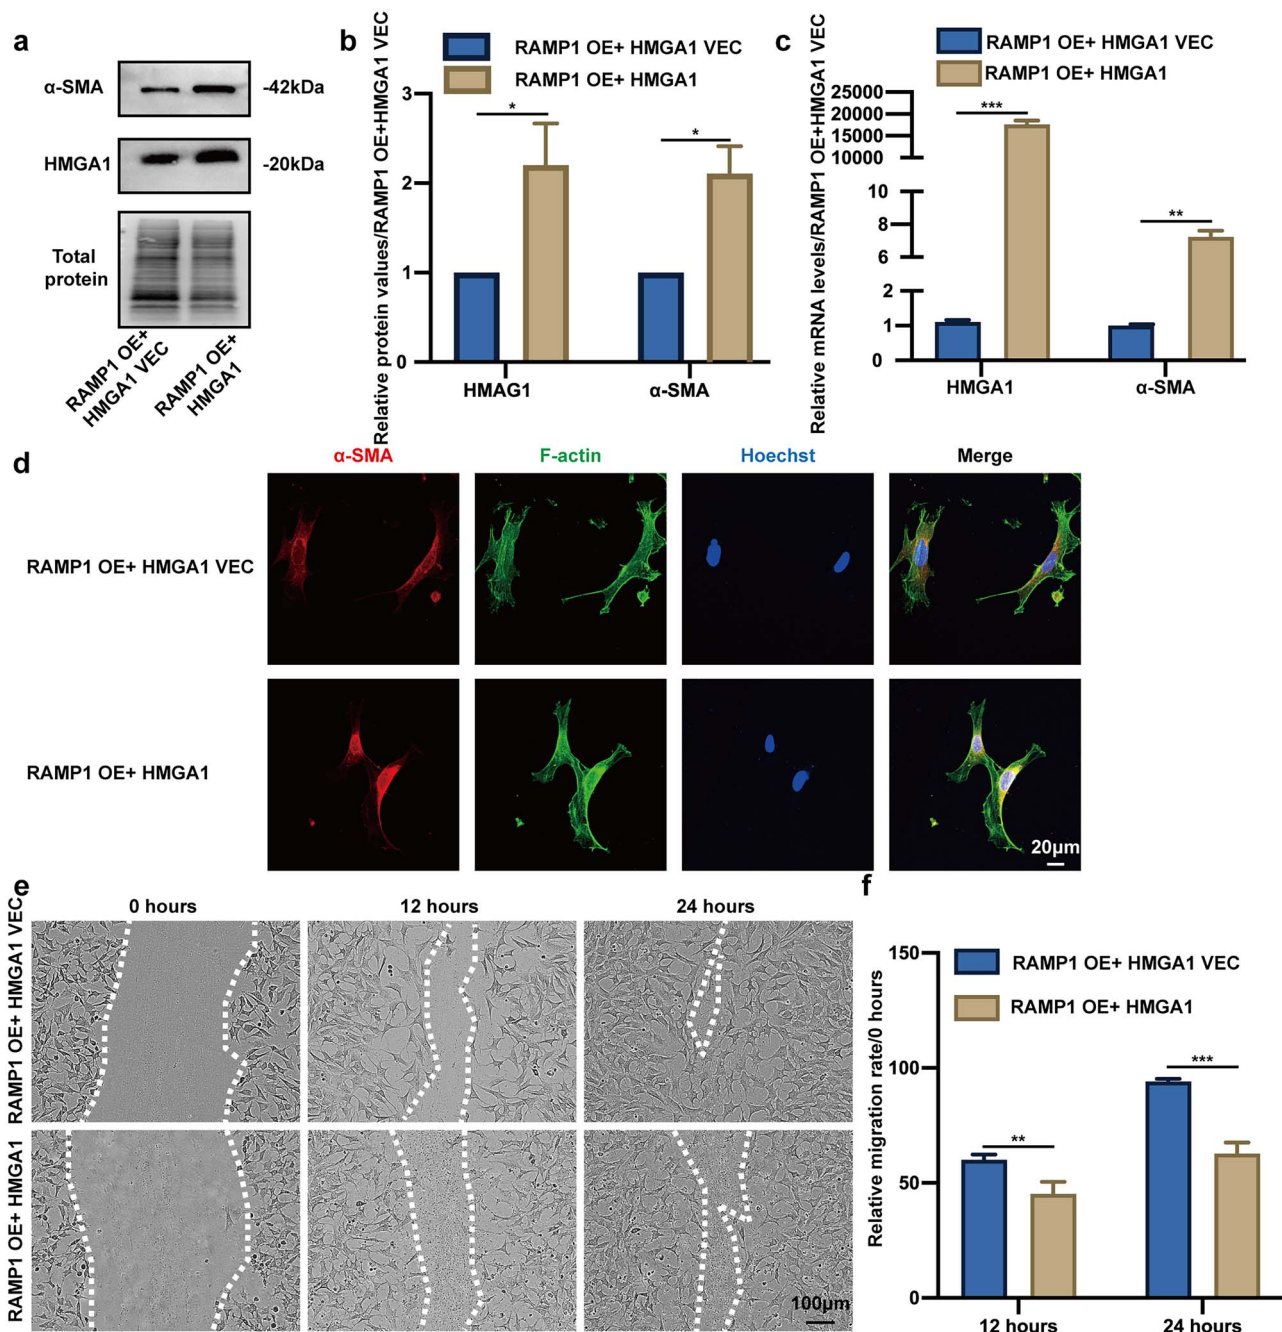 a
α-SMA
-42kDa
HMGA1
-20kDa
Total
protein
RAMP1 OE+
HMGA1 VEC
RAMP1 OE+
HMGA1
b
RAMP1 OE+ HMGA1 VEC
RAMP1 OE+ HMGA1
Relative protein values/RAMP1 OE+HMGA1 VEC
3
2
1
0
*
*
HMAG1
α-SMA
c
RAMP1 OE+ HMGA1 VEC
RAMP1 OE+ HMGA1
Relative mRNA levels/RAMP1 OE+HMGA1 VEC
25000
20000
15000
10000
10
8
6
2
1
0
***
**
HMGA1
α-SMA
d
α-SMA
F-actin
Hoechst
Merge
RAMP1 OE+ HMGA1 VEC
RAMP1 OE+ HMGA1
20μm
e
0 hours
12 hours
24 hours
RAMP1 OE+ HMGA1 VEC
RAMP1 OE+ HMGA1
100μm
f
RAMP1 OE+ HMGA1 VEC
RAMP1 OE+ HMGA1
Relative migration rate/0 hours
150
100
50
0
**
***
12 hours
24 hours